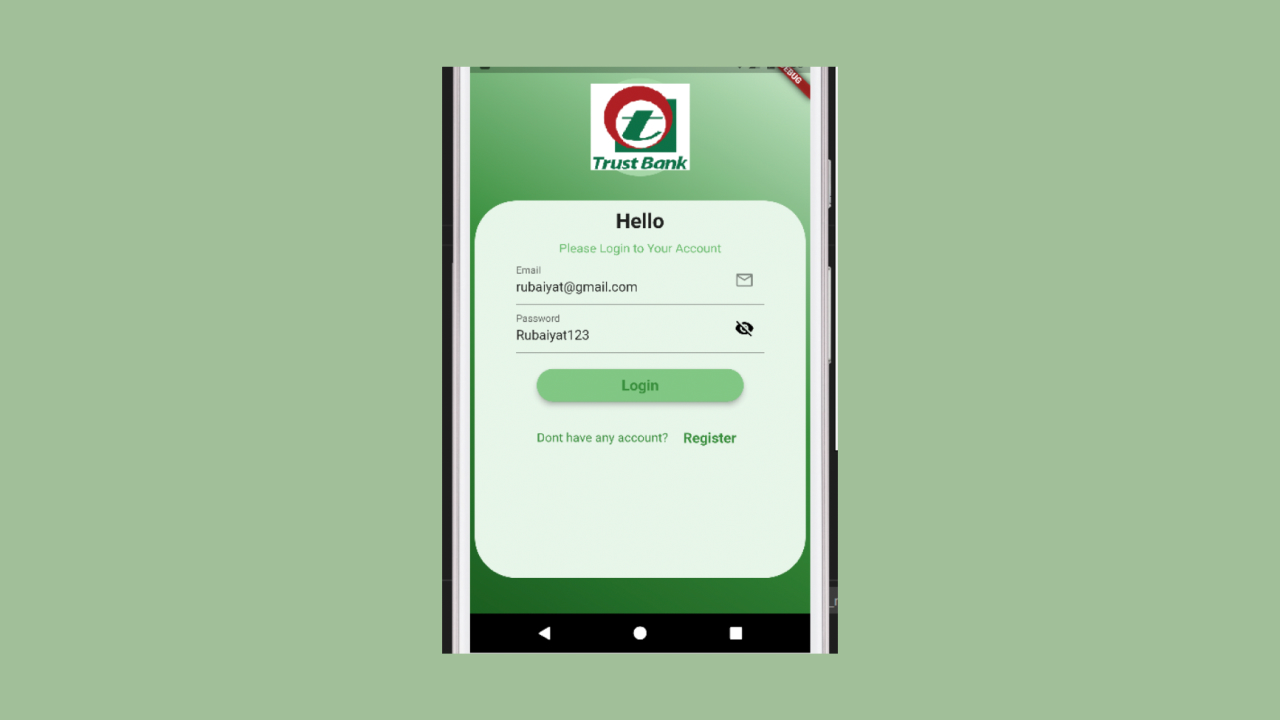 Trust Bank
Hello
Please Login to Your Account
Email
rubaiyat@gmail.com
Password
Rubaiyat123
Login
Dont have any account? Register